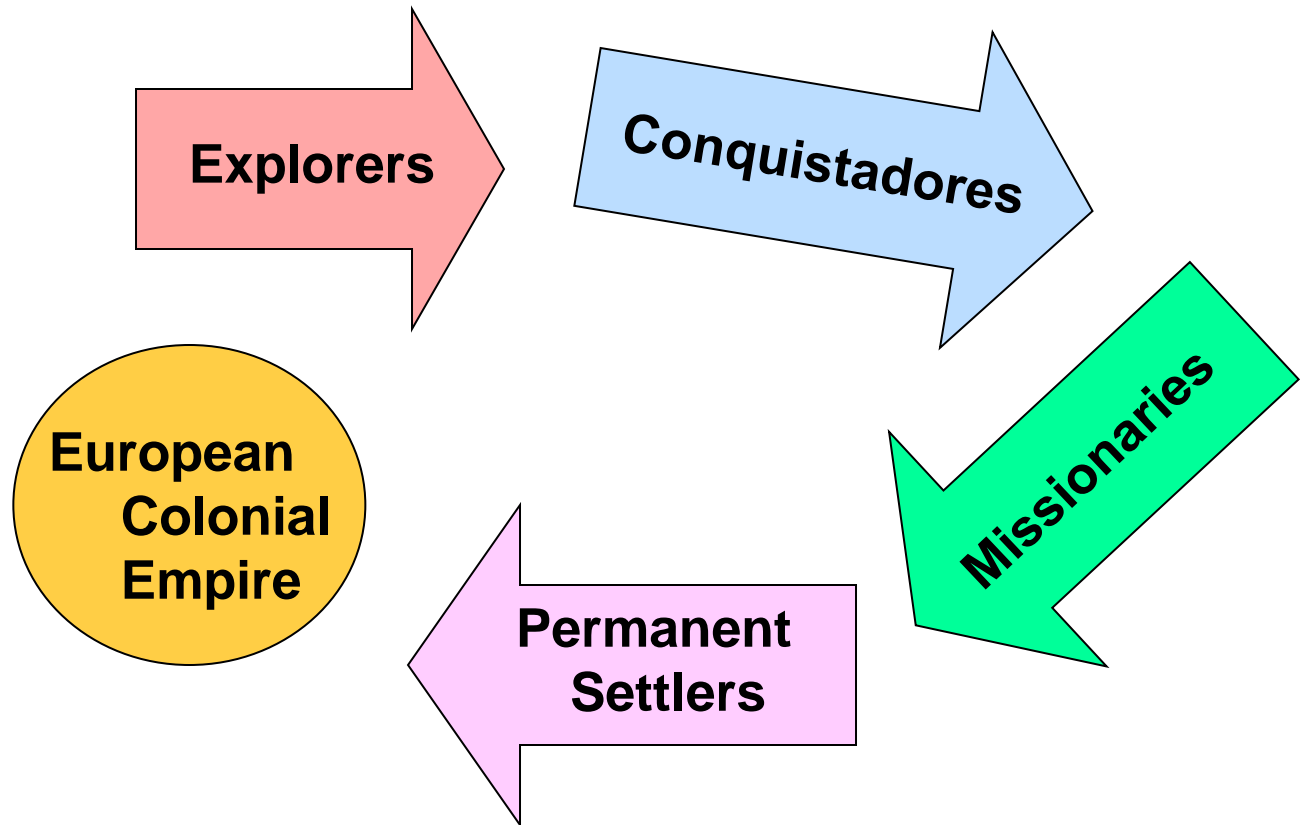 Explorers
Conquistadores
Missionaries
Permanent
Settlers
European
Colonial
Empire